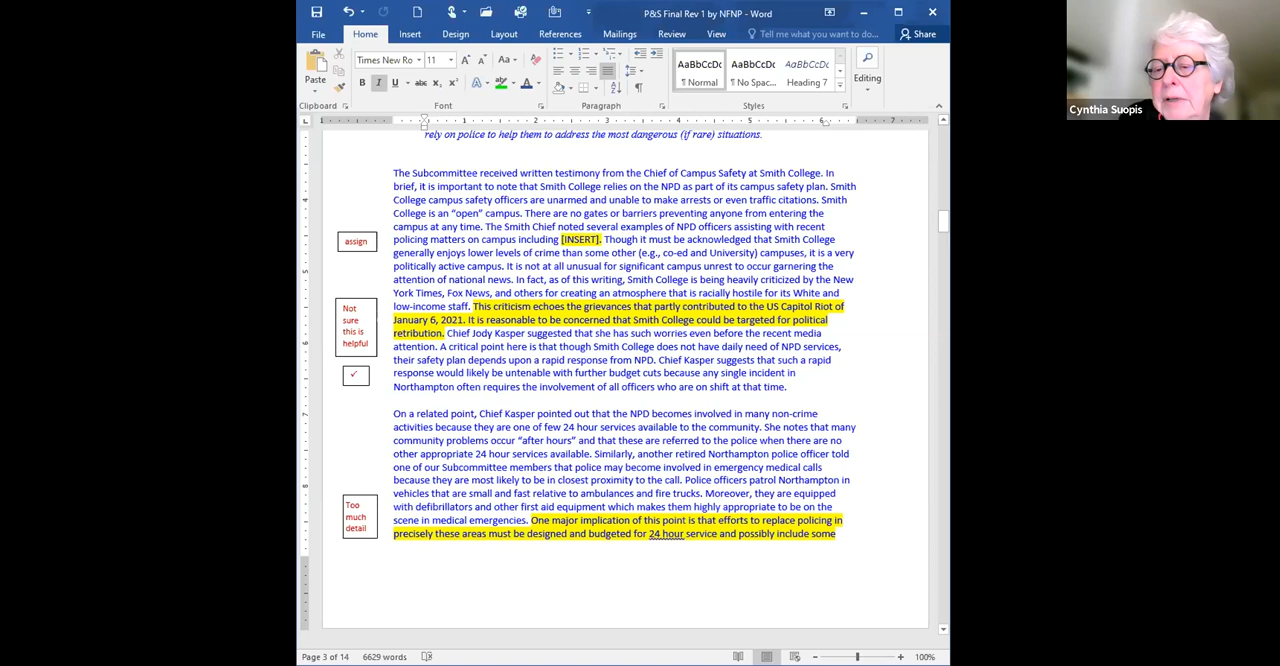 P&S Final Rev 1 by NFNP - Word
File Home Insert Design Layout References Mailings Review View Tell me what you want to do... Share
Paste
Times New Ro 11
Aa
B I U abc x₂ x² A A
AaBbCcDc AaBbCcDc AaBbCcDc
¶ Normal ¶ No Spac... Heading 7
Editing
Clipboard Font Paragraph Styles
Cynthia Suopis
1 1 2 3 4 5 6 7
rely on police to help them to address the most dangerous (if rare) situations.
The Subcommittee received written testimony from the Chief of Campus Safety at Smith College. In
brief, it is important to note that Smith College relies on the NPD as part of its campus safety plan. Smith
College campus safety officers are unarmed and unable to make arrests or even traffic citations. Smith
College is an “open” campus. There are no gates or barriers preventing anyone from entering the
campus at any time. The Smith Chief noted several examples of NPD officers assisting with recent
assign
policing matters on campus including [INSERT]. Though it must be acknowledged that Smith College
generally enjoys lower levels of crime than some other (e.g., co-ed and University) campuses, it is a very
politically active campus. It is not at all unusual for significant campus unrest to occur garnering the
attention of national news. In fact, as of this writing, Smith College is being heavily criticized by the New
York Times, Fox News, and others for creating an atmosphere that is racially hostile for its White and
low-income staff. This criticism echoes the grievances that partly contributed to the US Capitol Riot of
January 6, 2021. It is reasonable to be concerned that Smith College could be targeted for political
retribution. Chief Jody Kasper suggested that she has such worries even before the recent media
attention. A critical point here is that though Smith College does not have daily need of NPD services,
their safety plan depends upon a rapid response from NPD. Chief Kasper suggests that such a rapid
response would likely be untenable with further budget cuts because any single incident in
Northampton often requires the involvement of all officers who are on shift at that time.
Not
sure
this is
helpful
✓
On a related point, Chief Kasper pointed out that the NPD becomes involved in many non-crime
activities because they are one of few 24 hour services available to the community. She notes that many
community problems occur “after hours” and that these are referred to the police when there are no
other appropriate 24 hour services available. Similarly, another retired Northampton police officer told
one of our Subcommittee members that police may become involved in emergency medical calls
because they are most likely to be in closest proximity to the call. Police officers patrol Northampton in
vehicles that are small and fast relative to ambulances and fire trucks. Moreover, they are equipped
with defibrillators and other first aid equipment which makes them highly appropriate to be on the
scene in medical emergencies. One major implication of this point is that efforts to replace policing in
precisely these areas must be designed and budgeted for 24 hour service and possibly include some
Too
much
detail
Page 3 of 14 6629 words 100%